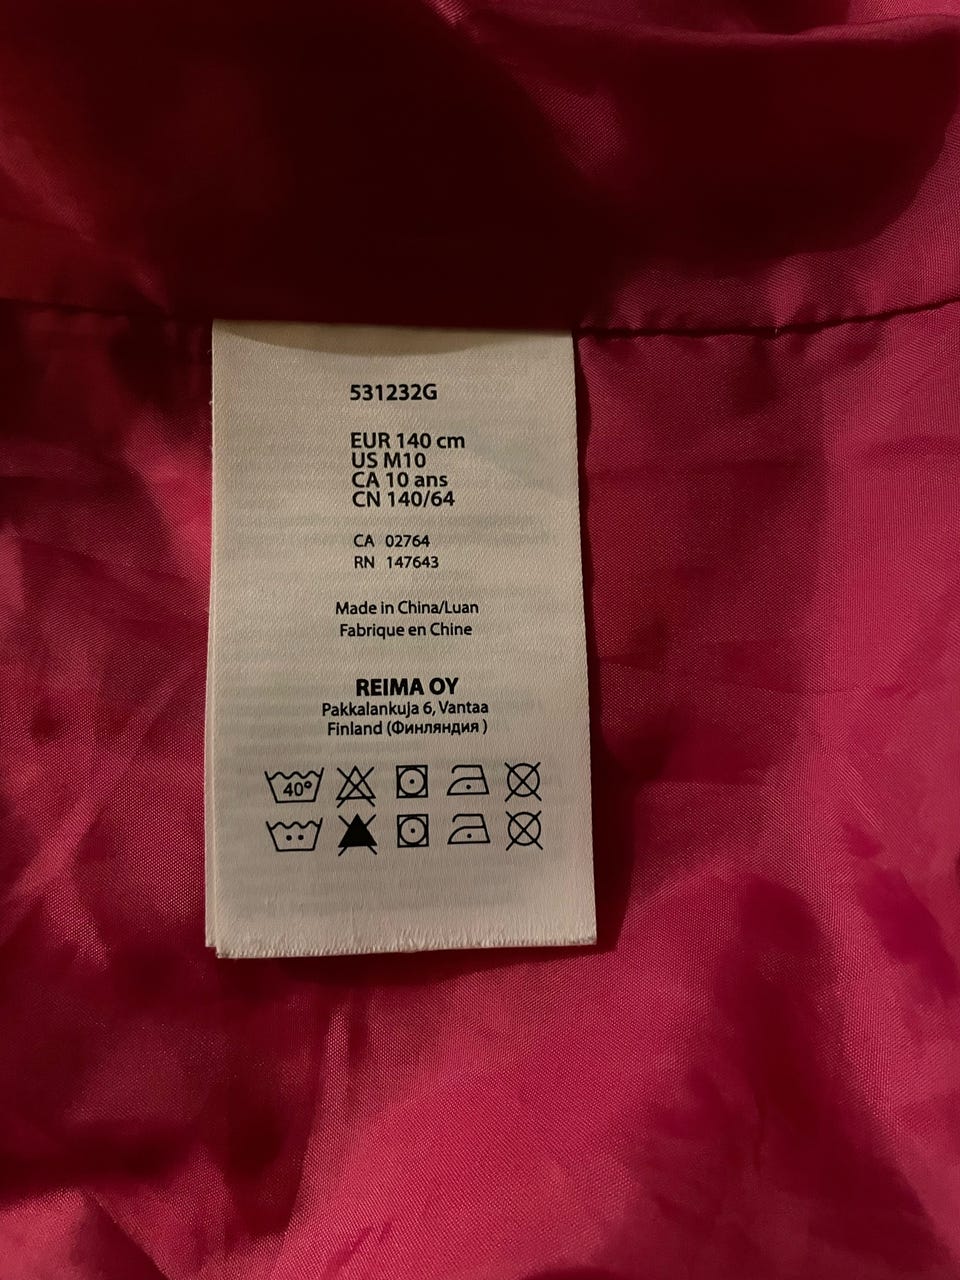 531232G
EUR 140 cm
US M10
CA 10 ans
CN 140/64
CA 02764
RN 147643
Made in China/Luan
Fabrique en Chine
REIMA OY
Pakkalankuja 6, Vantaa
Finland (Финляндия )
40°